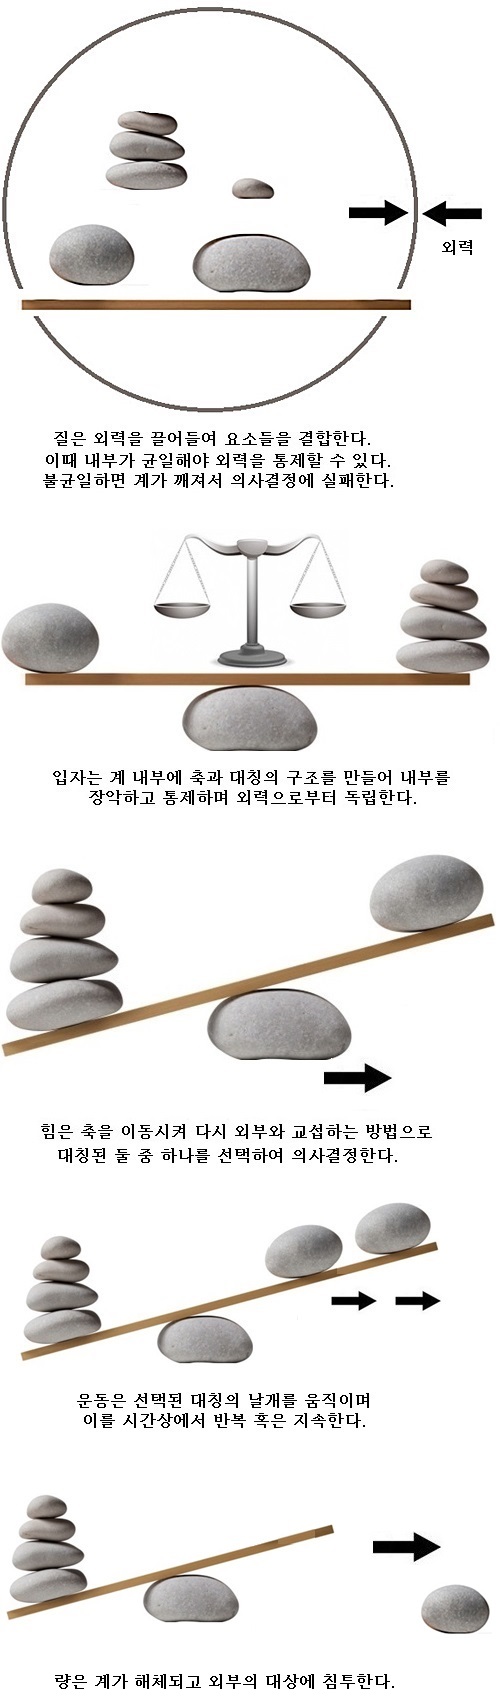 외력
질은 외력을 끌어들여 요소들을 결합한다.
이때 내부가 균일해야 외력을 통제할 수 있다.
불균일하면 계가 깨져서 의사결정에 실패한다.
입자는 계 내부에 축과 대칭의 구조를 만들어 내부를
장악하고 통제하며 외력으로부터 독립한다.
힘은 축을 이동시켜 다시 외부와 교섭하는 방법으로
대칭된 둘 중 하나를 선택하여 의사결정한다.
운동은 선택된 대칭의 날개를 움직이며
이를 시간상에서 반복 혹은 지속한다.
량은 계가 해체되고 외부의 대상에 침투한다.